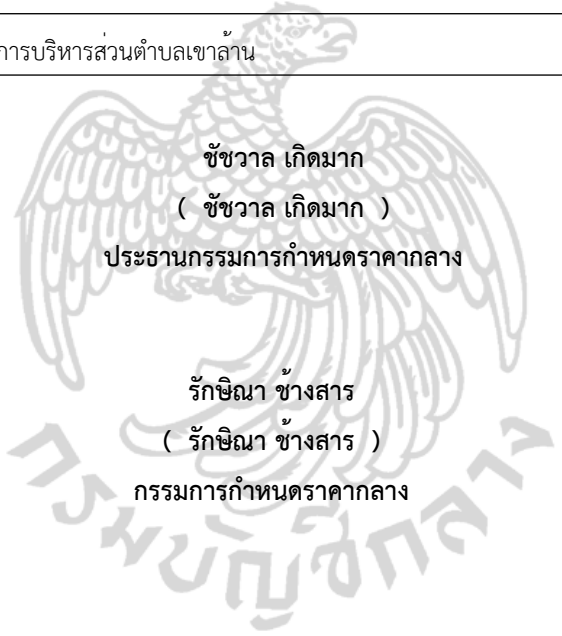 การบริหารส่วนตำบลเขาล้าน
ชัชวาล เกิดมาก
( ชัชวาล เกิดมาก )
ประธานกรรมการกำหนดราคากลาง
รักษิณา ช้างสาร
( รักษิณา ช้างสาร )
กรรมการกำหนดราคากลาง
กรมบัญชีกลาง